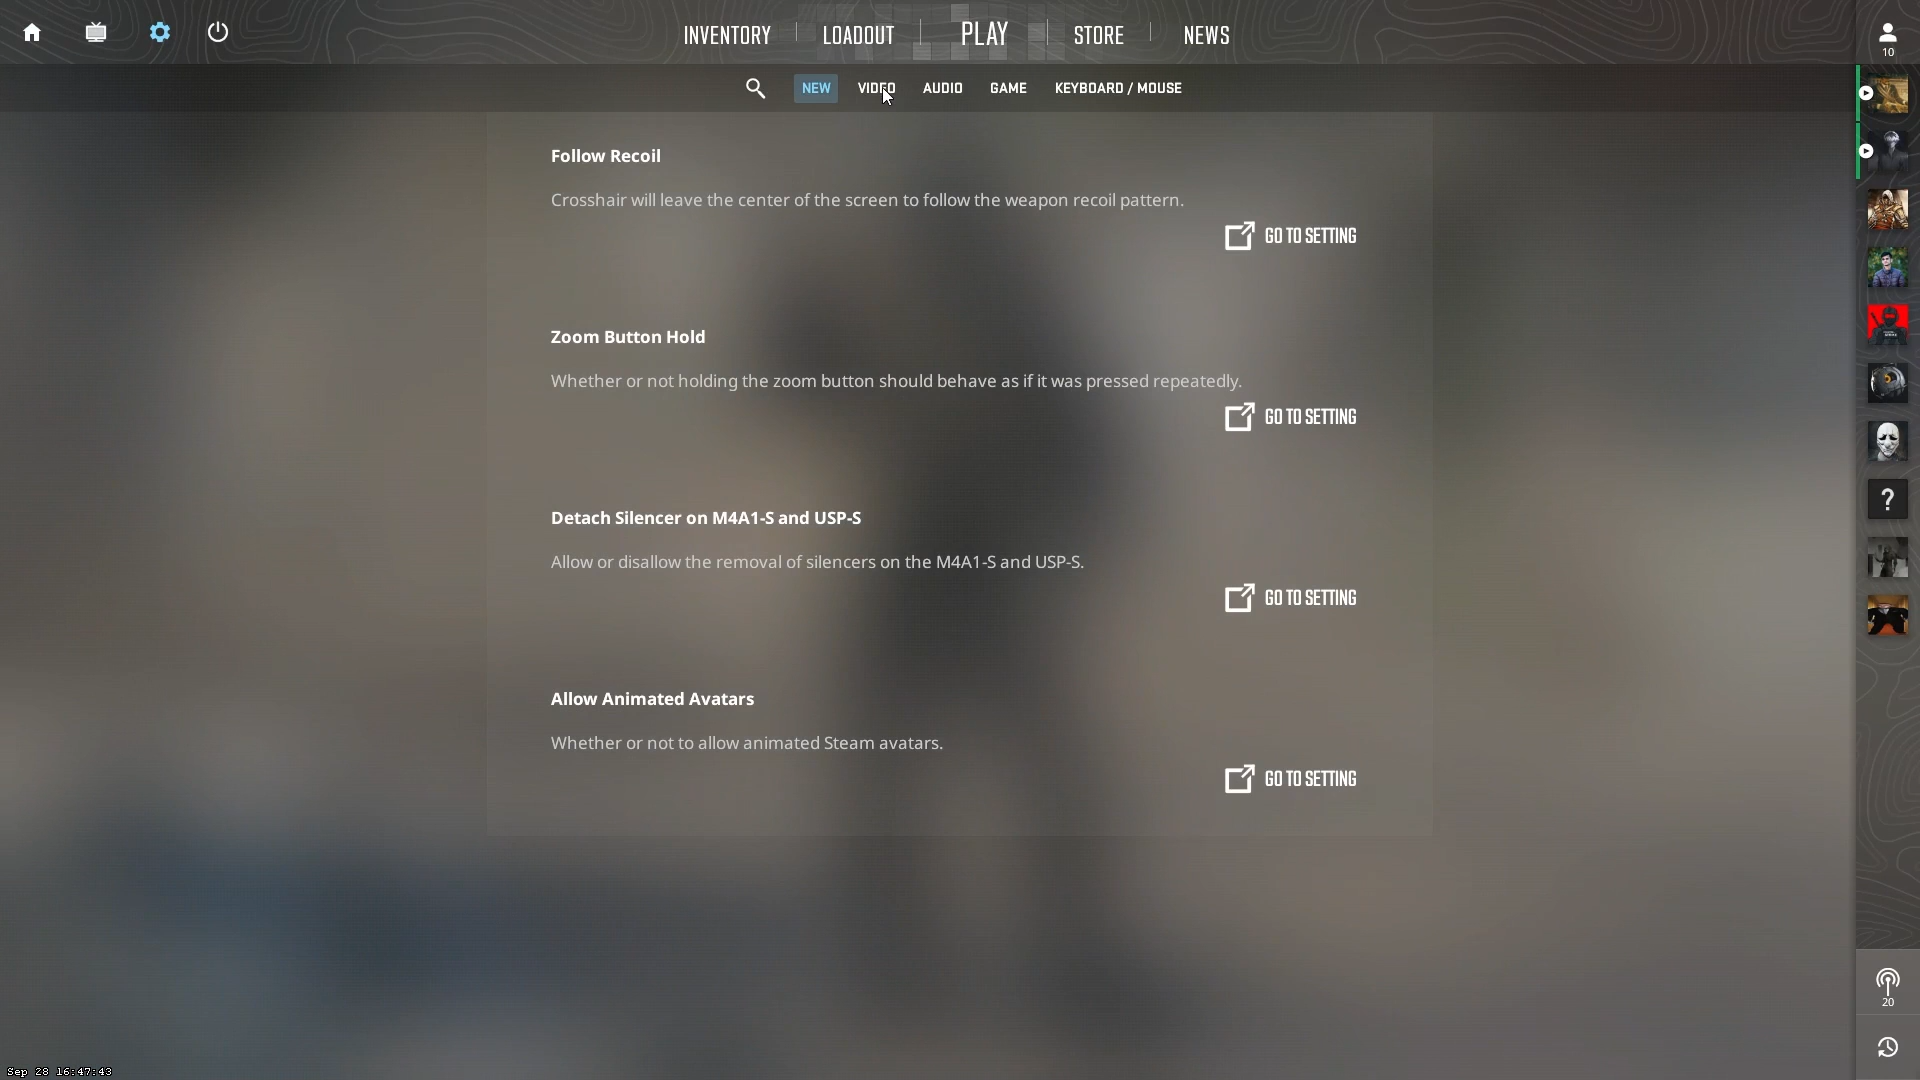 INVENTORY LOADOUT PLAY STORE NEWS
10
NEW VIDEO AUDIO GAME KEYBOARD / MOUSE
Follow Recoil
Crosshair will leave the center of the screen to follow the weapon recoil pattern.
GO TO SETTING
Zoom Button Hold
Whether or not holding the zoom button should behave as if it was pressed repeatedly.
GO TO SETTING
Detach Silencer on M4A1-S and USP-S
Allow or disallow the removal of silencers on the M4A1-S and USP-S.
GO TO SETTING
?
Allow Animated Avatars
Whether or not to allow animated Steam avatars.
GO TO SETTING
20
Sep 28 16:47:43